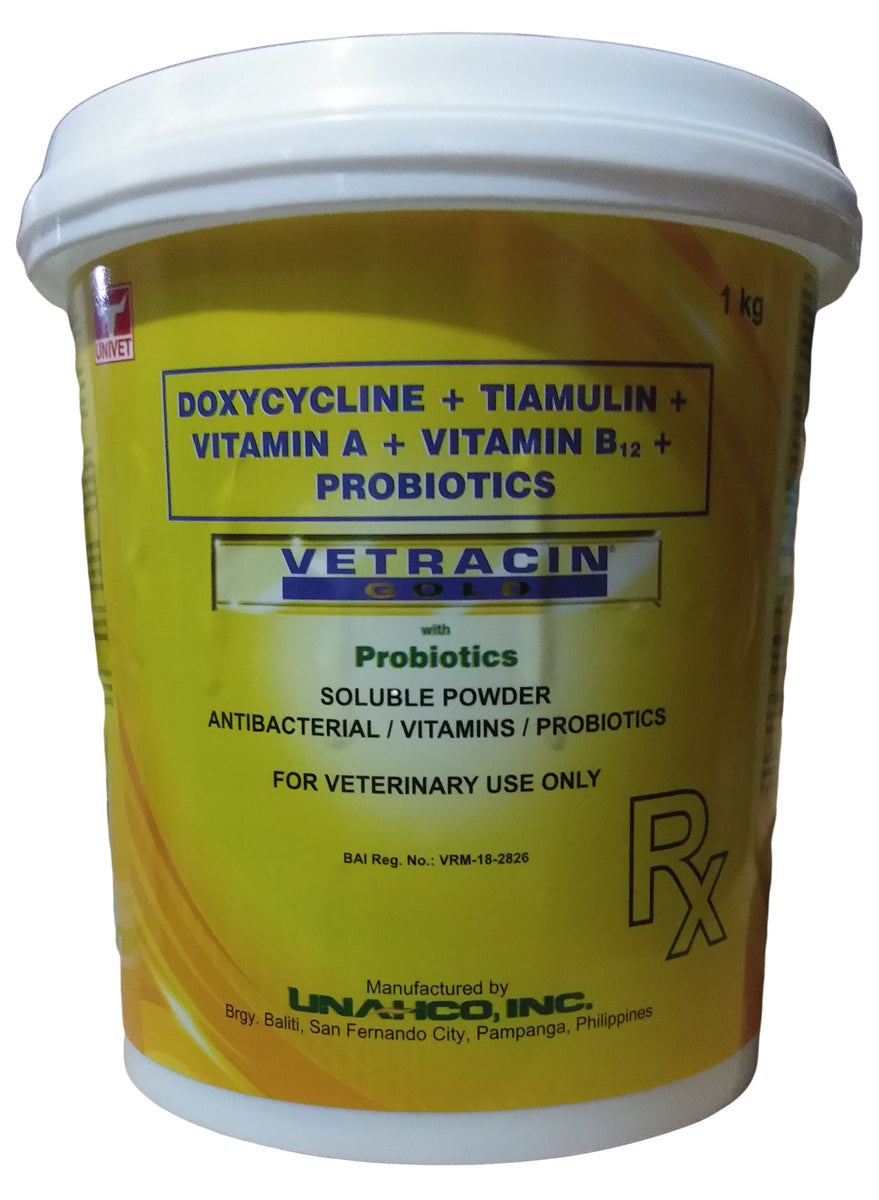 UNIVET
1 kg
DOXYCYCLINE + TIAMULIN +
VITAMIN A + VITAMIN B₁₂ +
PROBIOTICS
VETRACIN®
GOLD
with
Probiotics
SOLUBLE POWDER
ANTIBACTERIAL / VITAMINS / PROBIOTICS
FOR VETERINARY USE ONLY
BAI Reg. No.: VRM-18-2826
Rx
Manufactured by
UNAHCO, INC.
Brgy. Baliti, San Fernando City, Pampanga, Philippines